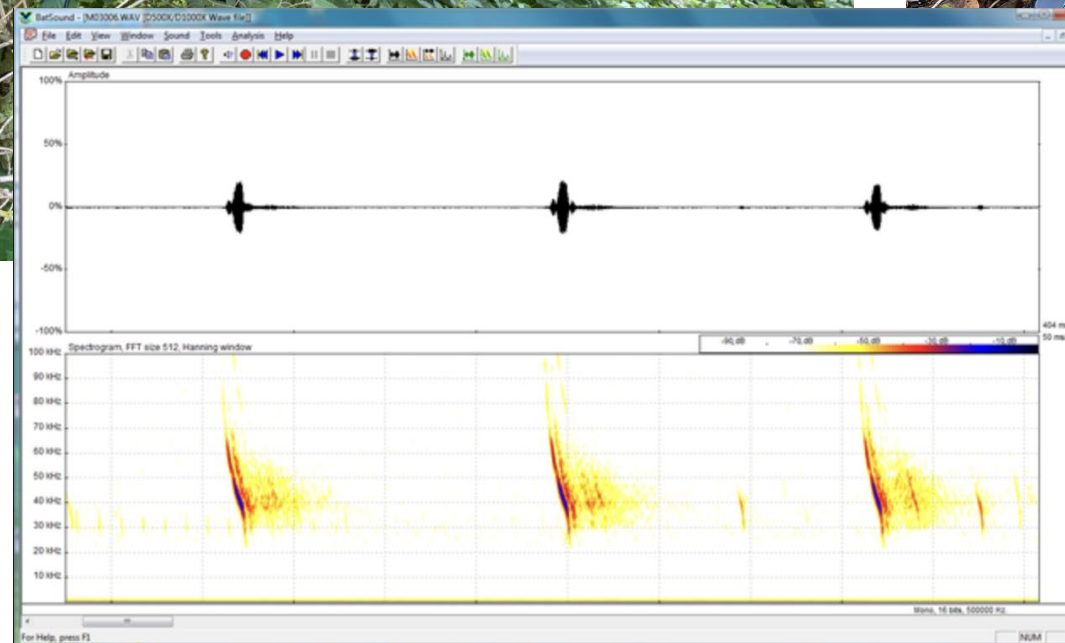 BatSound - [M03006.WAV [D500X/D1000X Wave file]]
File Edit View Window Sound Tools Analysis Help
Amplitude
100%
50%
0%
-50%
-100%
404 m
50 ms
Spectrogram, FFT size 512, Hanning window
-90,dB -70,dB -50,dB -30,dB -10,dB
100 kHz
90 kHz
80 kHz
70 kHz
60 kHz
50 kHz
40 kHz
30 kHz
20 kHz
10 kHz
Mono, 16 bits, 500000 Hz.
For Help, press F1
NUM